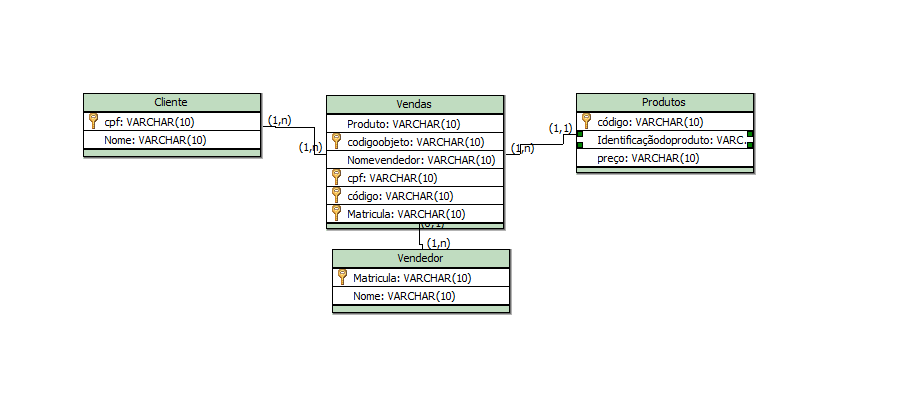 Cliente
cpf: VARCHAR(10)
Nome: VARCHAR(10)
(1,n)
(1,n)
Vendas
Produto: VARCHAR(10)
codigoobjeto: VARCHAR(10)
Nomevendedor: VARCHAR(10)
cpf: VARCHAR(10)
código: VARCHAR(10)
Matricula: VARCHAR(10)
(1,n)
(1,1)
Produtos
código: VARCHAR(10)
Identificaçãodoproduto: VARC...
preço: VARCHAR(10)
(1,n)
Vendedor
Matricula: VARCHAR(10)
Nome: VARCHAR(10)